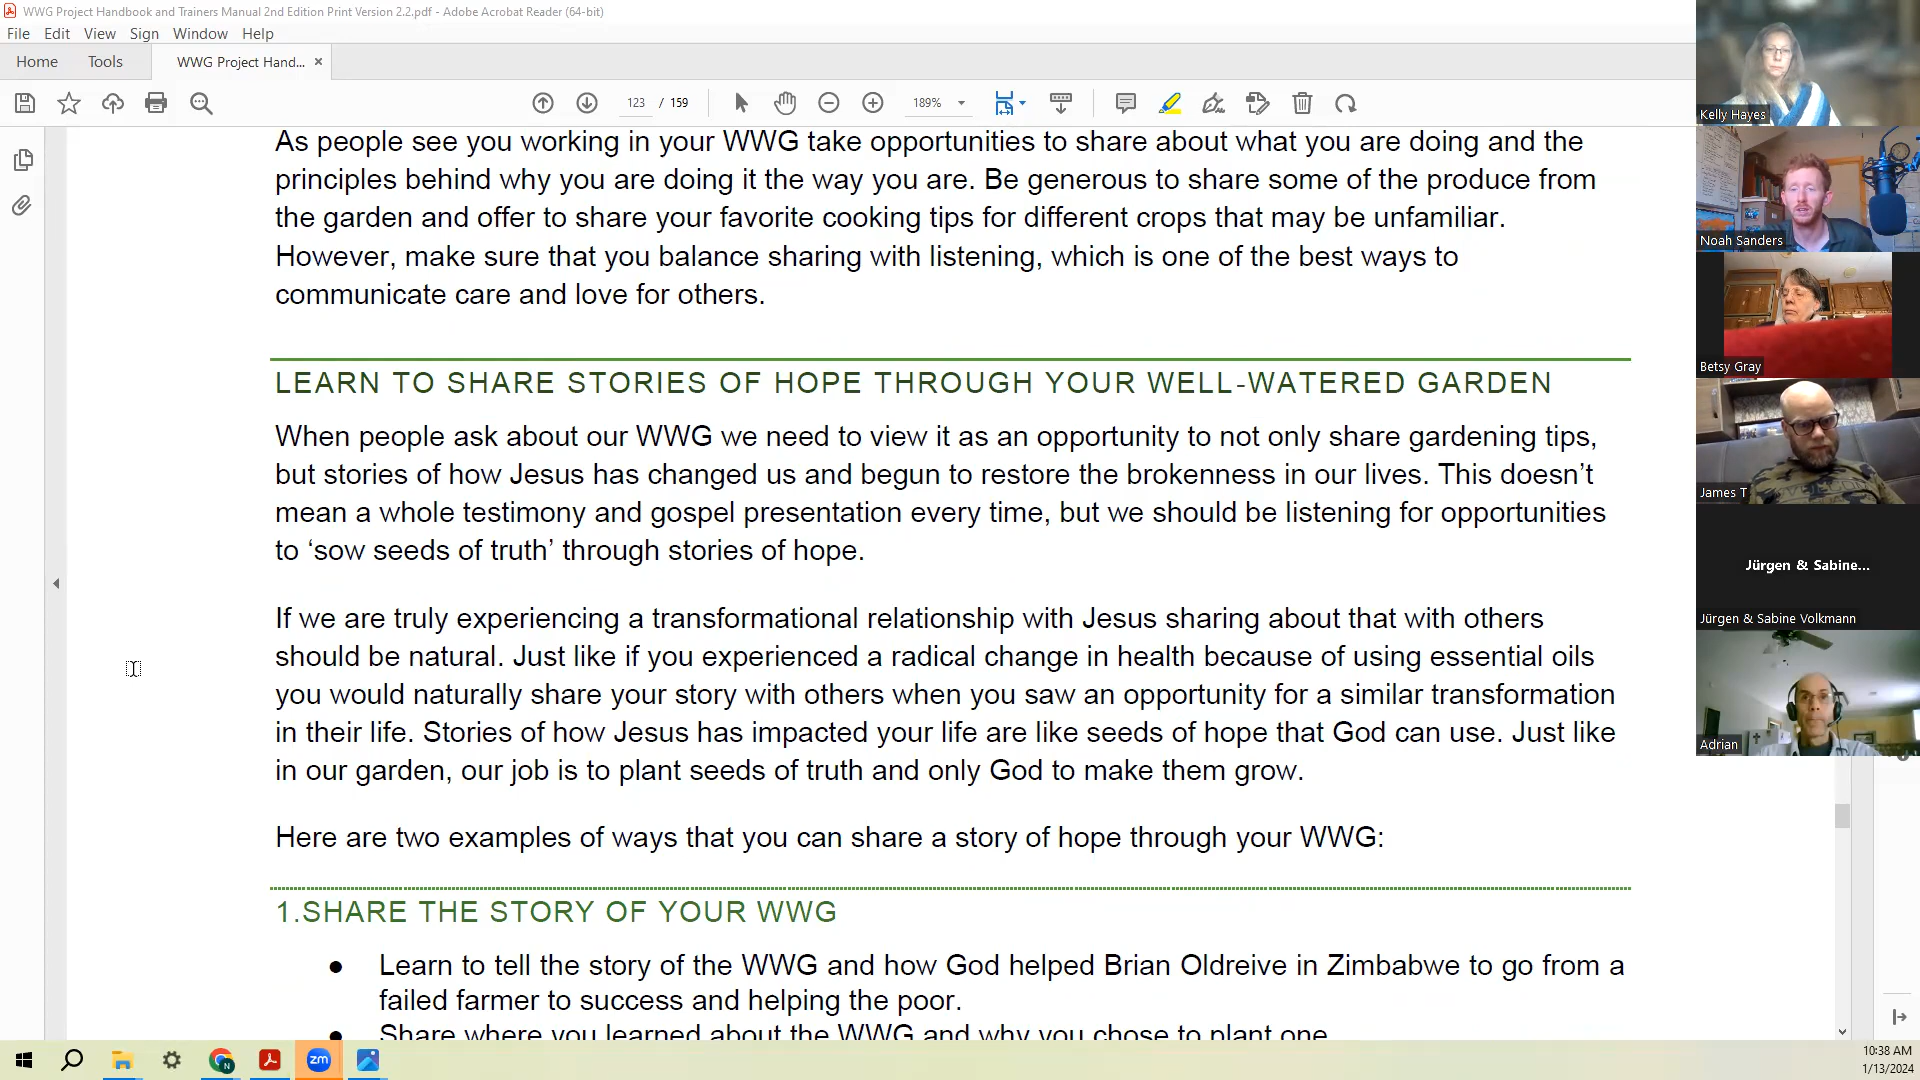 WWG Project Handbook and Trainers Manual 2nd Edition Print Version 2.2.pdf - Adobe Acrobat Reader (64-bit)
File Edit View Sign Window Help
Home Tools WWG Project Hand... ×
123 / 159 189%
As people see you working in your WWG take opportunities to share about what you are doing and the
principles behind why you are doing it the way you are. Be generous to share some of the produce from
the garden and offer to share your favorite cooking tips for different crops that may be unfamiliar.
However, make sure that you balance sharing with listening, which is one of the best ways to
communicate care and love for others.
LEARN TO SHARE STORIES OF HOPE THROUGH YOUR WELL-WATERED GARDEN
When people ask about our WWG we need to view it as an opportunity to not only share gardening tips,
but stories of how Jesus has changed us and begun to restore the brokenness in our lives. This doesn’t
mean a whole testimony and gospel presentation every time, but we should be listening for opportunities
to ‘sow seeds of truth’ through stories of hope.
If we are truly experiencing a transformational relationship with Jesus sharing about that with others
should be natural. Just like if you experienced a radical change in health because of using essential oils
you would naturally share your story with others when you saw an opportunity for a similar transformation
in their life. Stories of how Jesus has impacted your life are like seeds of hope that God can use. Just like
in our garden, our job is to plant seeds of truth and only God to make them grow.
Here are two examples of ways that you can share a story of hope through your WWG:
1.SHARE THE STORY OF YOUR WWG
● Learn to tell the story of the WWG and how God helped Brian Oldreive in Zimbabwe to go from a
failed farmer to success and helping the poor.
● Share where you learned about the WWG and why you chose to plant one
Kelly Hayes
Noah Sanders
Betsy Gray
James T
Jürgen & Sabine...
Jürgen & Sabine Volkmann
Adrian
zm
N
10:38 AM
1/13/2024